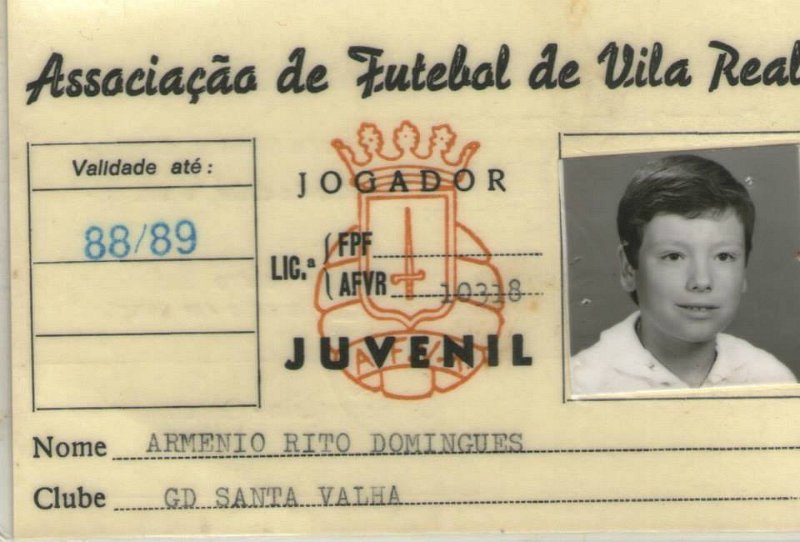 Associação de Futebol de Vila Real
Validade até:
88/89
JOGADOR
LIC.ª
FPF
AFVR 10318
JUVENIL
A.F.V.R.
Nome ARMENIO RITO DOMINGUES
Clube GD SANTA VALHA